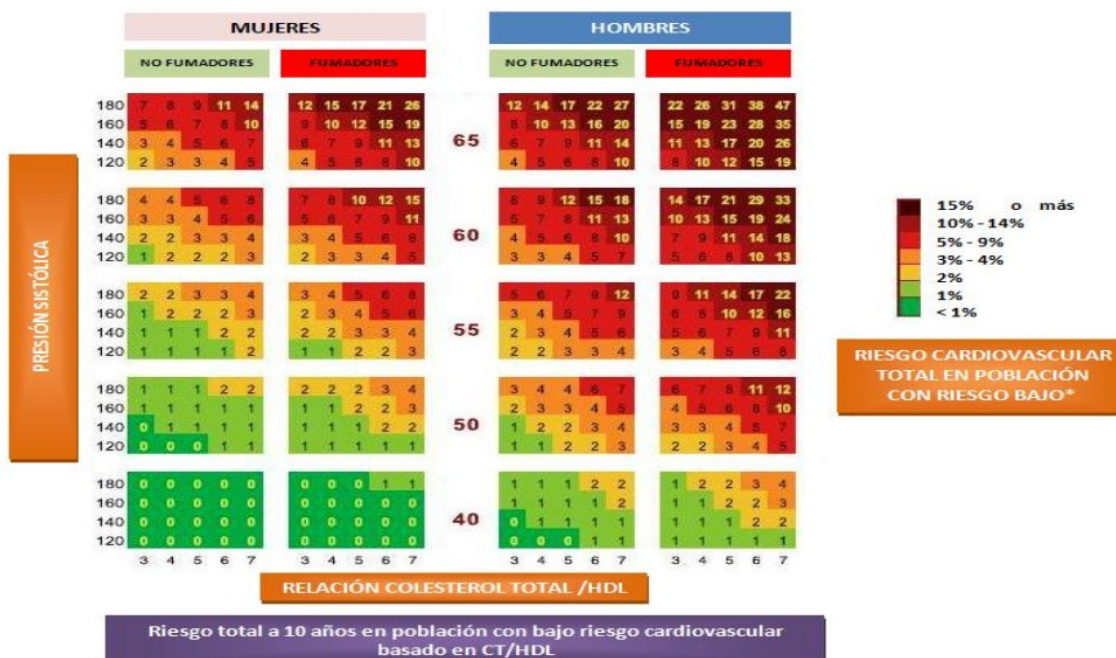 MUJERES HOMBRES
NO FUMADORES FUMADORES NO FUMADORES FUMADORES
PRESIÓN SISTÓLICA
180 7 8 9 11 14 12 15 17 21 26 12 14 17 22 27 22 26 31 38 47
160 5 6 7 8 10 9 10 12 15 19 8 10 13 16 20 15 19 23 28 35
65
140 3 4 5 6 7 6 7 9 11 13 6 7 9 11 14 11 13 17 20 26
120 2 3 3 4 5 4 5 6 8 10 4 5 6 8 10 8 10 12 15 19
180 4 4 5 6 8 7 8 10 12 15 8 9 12 15 18 14 17 21 29 33
160 3 3 4 5 6 5 6 7 9 11 5 7 8 11 13 10 13 15 19 24
60
140 2 2 3 3 4 3 4 5 6 8 4 5 6 8 10 7 9 11 14 18
120 1 2 2 2 3 2 3 3 4 5 3 3 4 5 7 5 6 8 10 13
180 2 2 3 3 4 3 4 5 6 8 5 6 7 9 12 9 11 14 17 22
160 1 2 2 2 3 2 3 4 5 6 3 4 5 7 9 6 8 10 12 16
55
140 1 1 1 2 2 2 2 3 3 4 2 3 4 5 6 5 6 7 9 11
120 1 1 1 1 2 1 1 2 2 3 2 2 3 3 4 3 4 5 6 8
180 1 1 1 2 2 2 2 2 3 4 3 4 4 6 7 6 7 8 11 12
160 1 1 1 1 1 1 1 2 2 3 2 3 3 4 5 4 5 6 8 10
50
140 0 1 1 1 1 1 1 1 2 2 1 2 2 3 4 3 3 4 5 7
120 0 0 0 1 1 1 1 1 1 1 1 1 2 2 3 2 2 3 4 5
180 0 0 0 0 0 0 0 0 1 1 1 1 1 2 2 1 2 2 3 4
160 0 0 0 0 0 0 0 0 0 0 1 1 1 1 2 1 1 2 2 3
40
140 0 0 0 0 0 0 0 0 0 0 0 1 1 1 1 1 1 1 2 2
120 0 0 0 0 0 0 0 0 0 0 0 0 0 1 1 1 1 1 1 1
3 4 5 6 7 3 4 5 6 7 3 4 5 6 7 3 4 5 6 7
RELACIÓN COLESTEROL TOTAL /HDL
Riesgo total a 10 años en población con bajo riesgo cardiovascular
basado en CT/HDL
15% o más
10% - 14%
5% - 9%
3% - 4%
2%
1%
< 1%
RIESGO CARDIOVASCULAR
TOTAL EN POBLACIÓN
CON RIESGO BAJO*